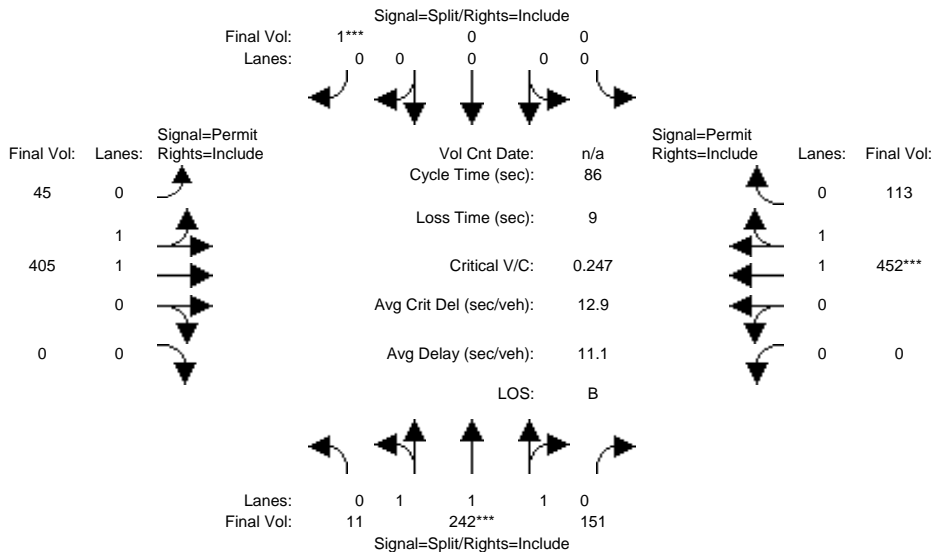 Signal=Split/Rights=Include
Final Vol: 1*** 0 0
Lanes: 0 0 0 0 0
Signal=Permit Signal=Permit
Final Vol: Lanes: Rights=Include Vol Cnt Date: n/a Rights=Include Lanes: Final Vol:
Cycle Time (sec): 86
45 0 0 113
Loss Time (sec): 9
1 1
405 1 Critical V/C: 0.247 1 452***
0 Avg Crit Del (sec/veh): 12.9 0
0 0 Avg Delay (sec/veh): 11.1 0 0
LOS: B
Lanes: 0 1 1 1 0
Final Vol: 11 242*** 151
Signal=Split/Rights=Include